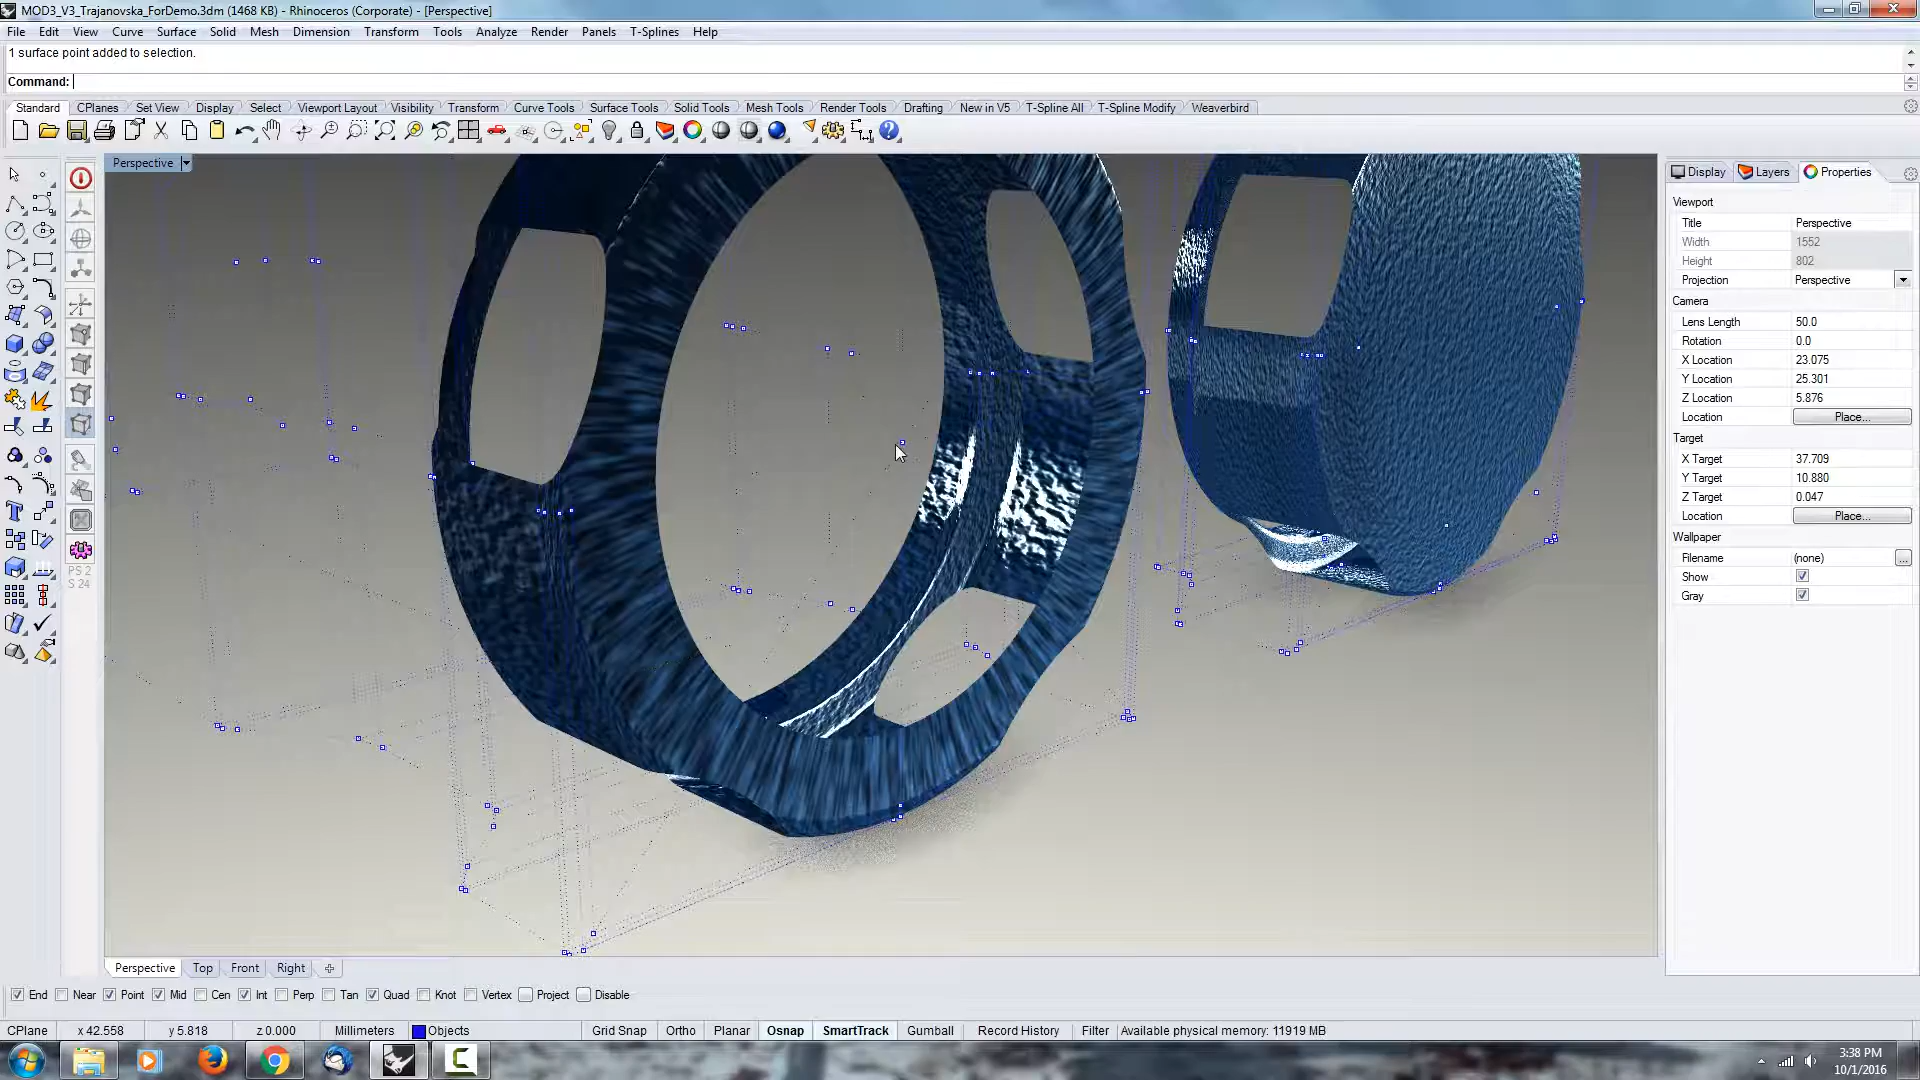 MOD3_V3_Trajanovska_ForDemo.3dm (1468 KB) - Rhinoceros (Corporate) - [Perspective]
File Edit View Curve Surface Solid Mesh Dimension Transform Tools Analyze Render Panels T-Splines Help
1 surface point added to selection.
Command:
Standard CPlanes Set View Display Select Viewport Layout Visibility Transform Curve Tools Surface Tools Solid Tools Mesh Tools Render Tools Drafting New in V5 T-Spline All T-Spline Modify Weaverbird
Perspective
Display Layers Properties
Viewport
Title Perspective
Width 1552
Height 802
Projection Perspective
Camera
Lens Length 50.0
Rotation 0.0
X Location 23.075
Y Location 25.301
Z Location 5.876
Location Place...
Target
X Target 37.709
Y Target 10.880
Z Target 0.047
Location Place...
Wallpaper
Filename (none) ...
Show
Gray
PS 2
S 24
Perspective Top Front Right
End Near Point Mid Cen Int Perp Tan Quad Knot Vertex Project Disable
CPlane x 42.558 y 5.818 z 0.000 Millimeters Objects Grid Snap Ortho Planar Osnap SmartTrack Gumball Record History Filter Available physical memory: 11919 MB
3:38 PM
10/1/2016